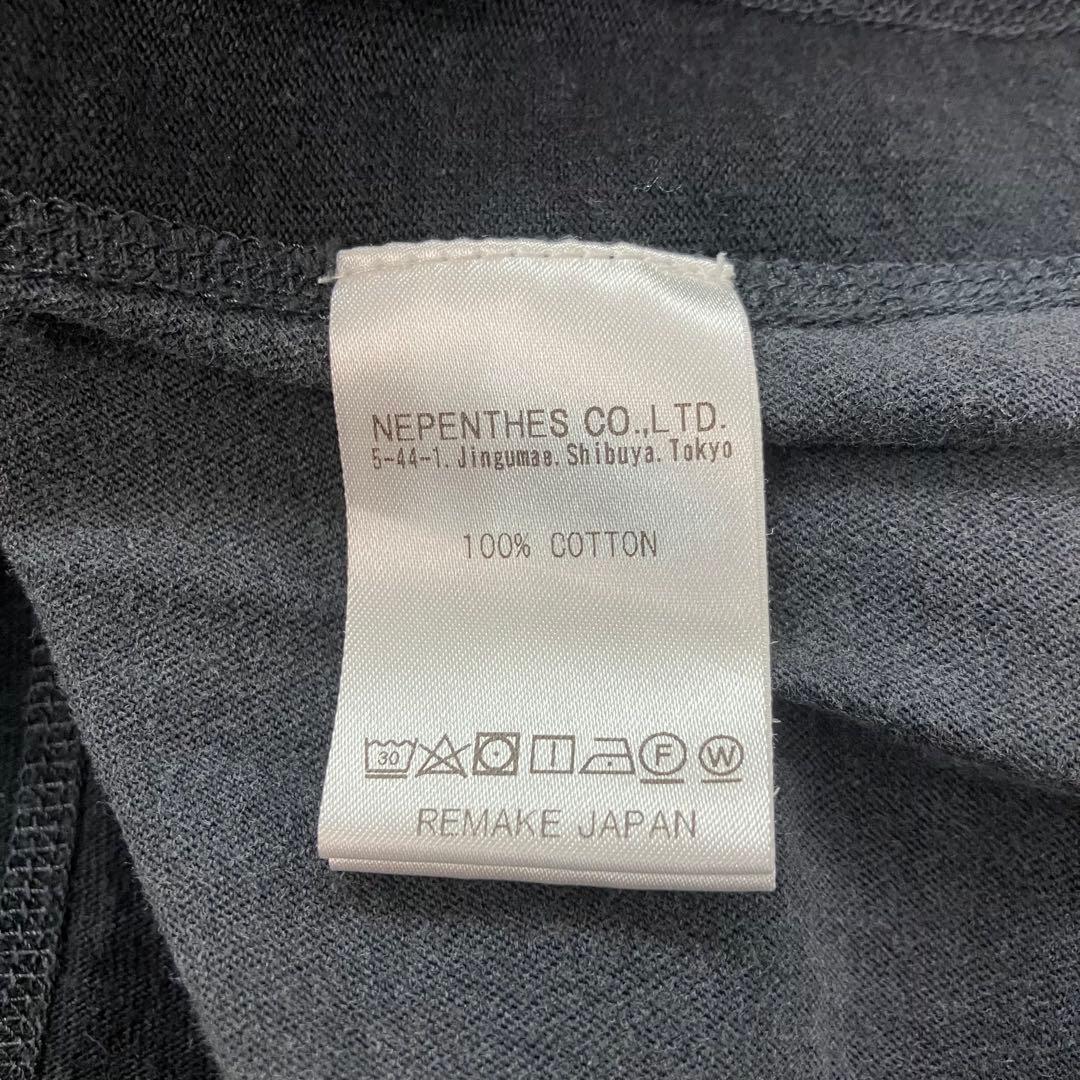 NEPENTHES CO.,LTD.
5-44-1. Jingumae. Shibuya. Tokyo
100% COTTON
30 F W
REMAKE JAPAN